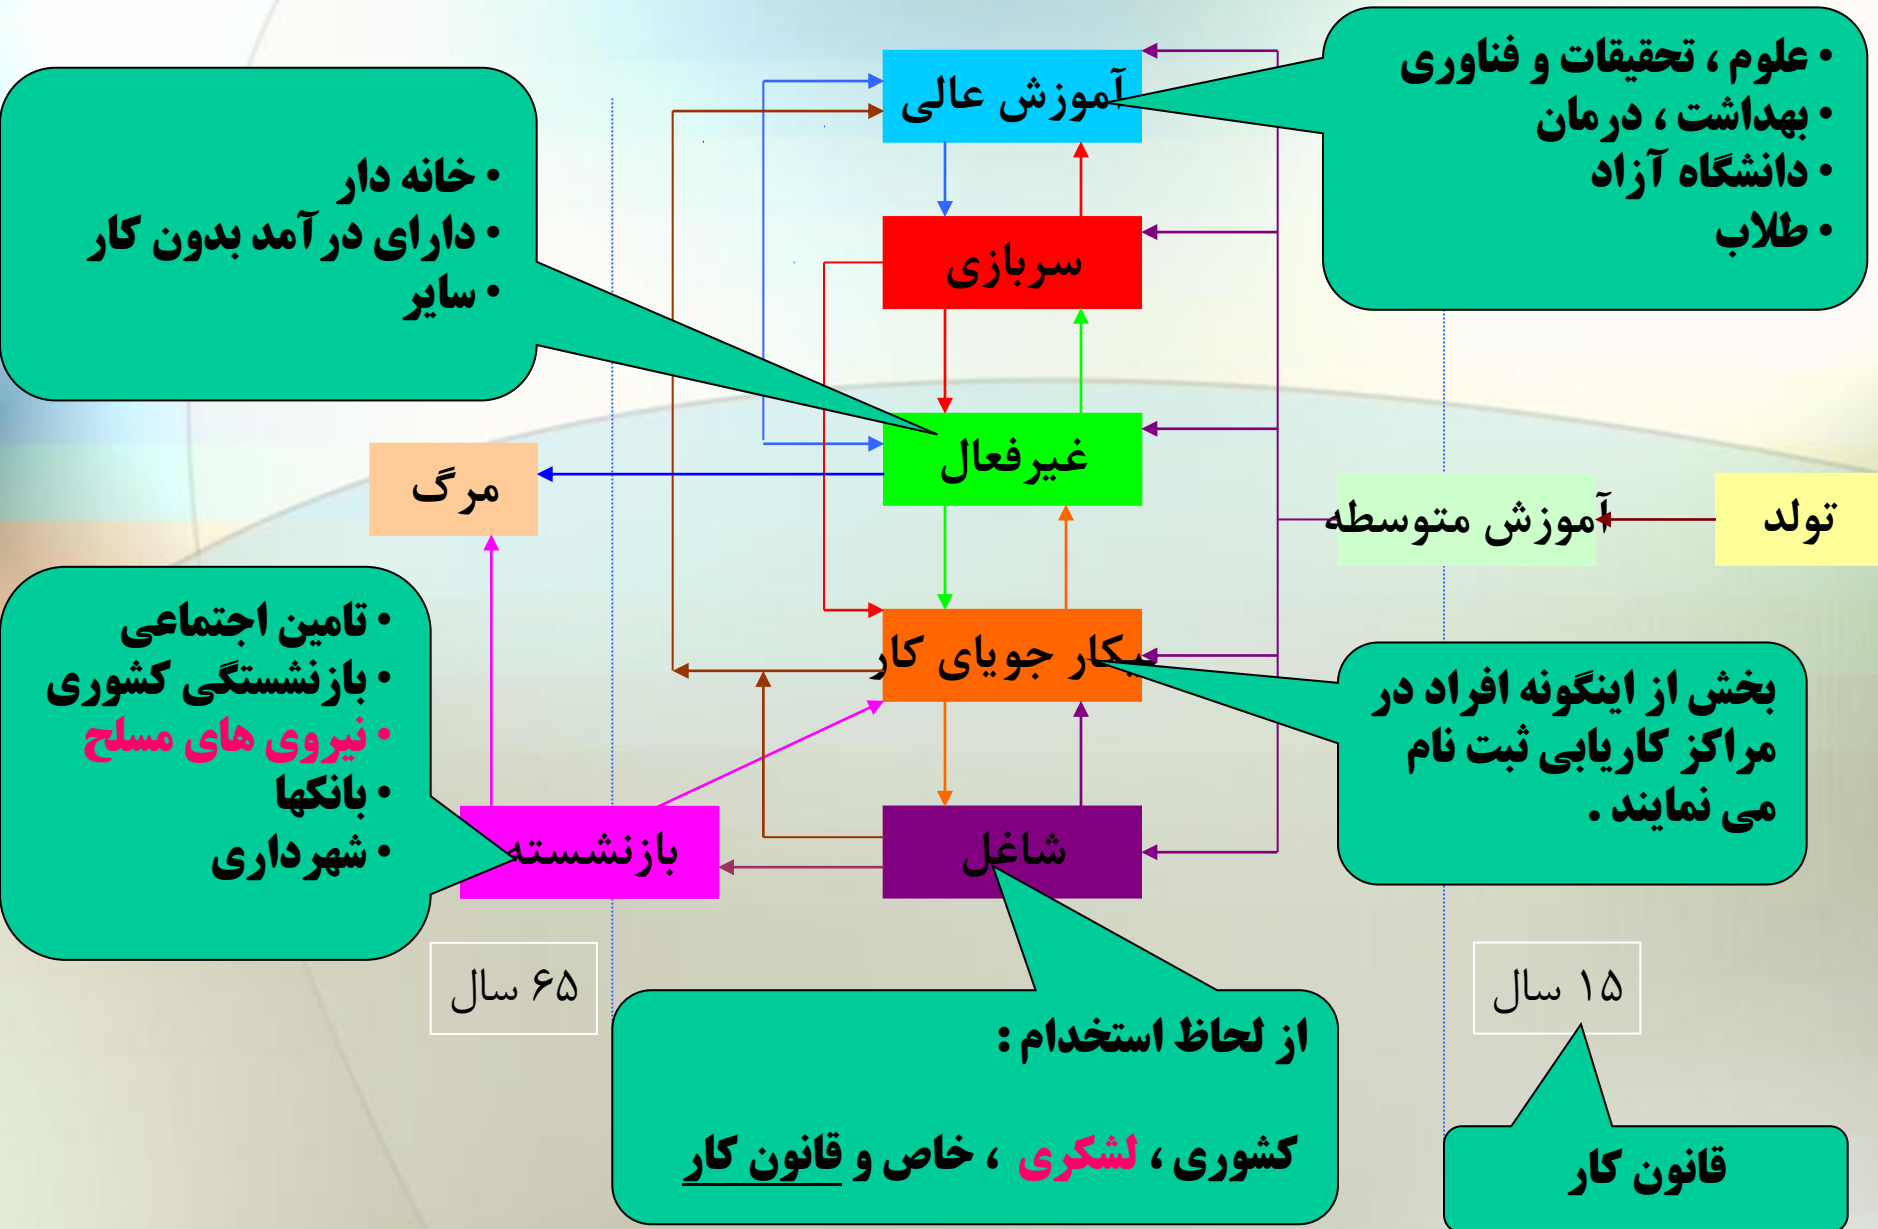 • علوم ، تحقیقات و فناوری
• بهداشت ، درمان
• دانشگاه آزاد
• طلاب
آموزش عالی
• خانه دار
• دارای درآمد بدون کار
• سایر
سربازی
غیرفعال
تولد
آموزش متوسطه
مرگ
بیکار جویای کار
بخش از اینگونه افراد در
مراکز کاریابی ثبت نام
می نمایند .
• تامین اجتماعی
• بازنشستگی کشوری
• نیروی های مسلح
• بانکها
• شهرداری
شاغل
بازنشسته
۱۵ سال
۶۵ سال
از لحاظ استخدام :
کشوری ، لشکری ، خاص و قانون کار
قانون کار